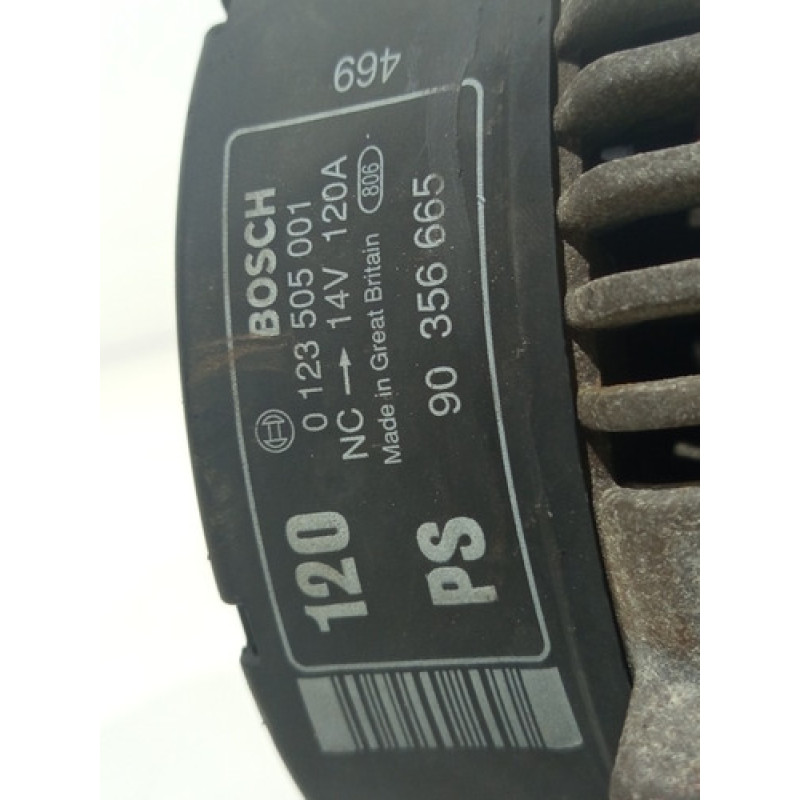 469
BOSCH
0 123 505 001
NC → 14V 120A
Made in Great Britain 806
90 356 665
120
PS